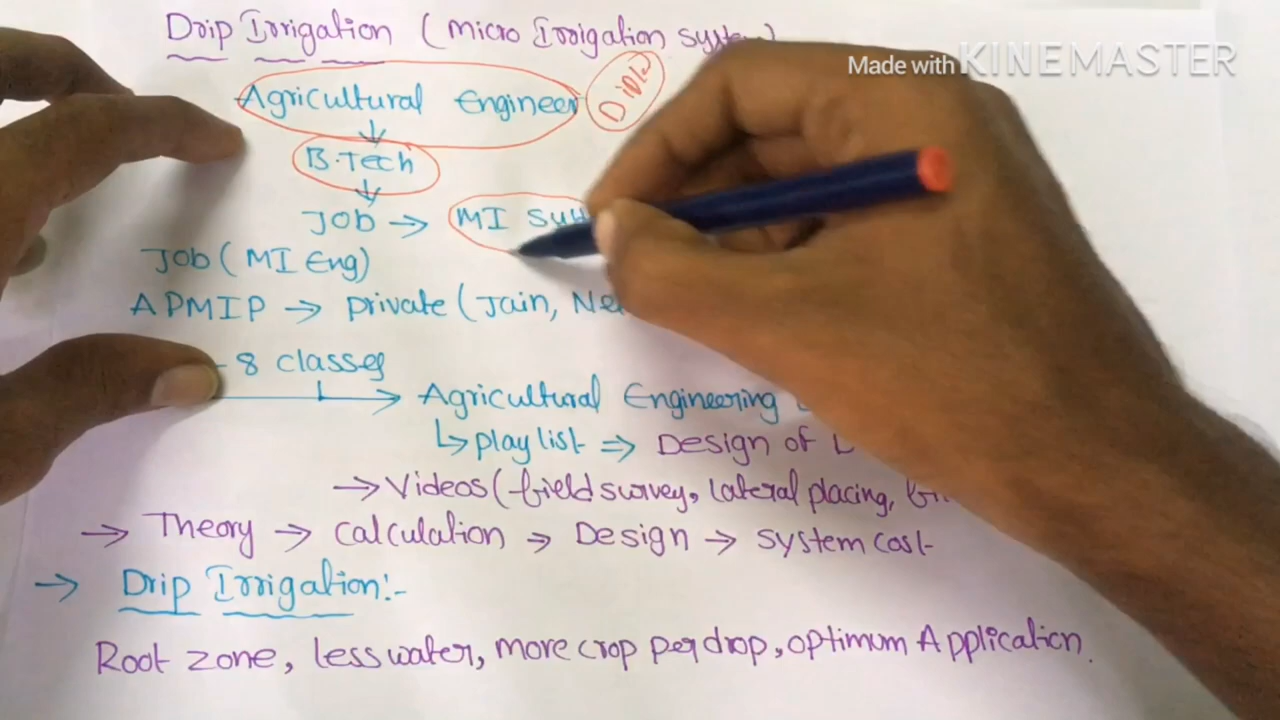 Drip Irrigation ( Micro Irrigation system)
Made with KINEMASTER
Agricultural Engineer
B.Tech
JOB → MI
Job ( MI Eng)
APMIP → private ( Jain,
8 classes
→ Agricultural Engineering
↳ playlist ⇒ Design of
→ Videos ( field survey, lateral placing,
→ Theory → calculation → Design → system cost
→ Drip Irrigation:-
Root zone, less water, more crop per drop, optimum Application.